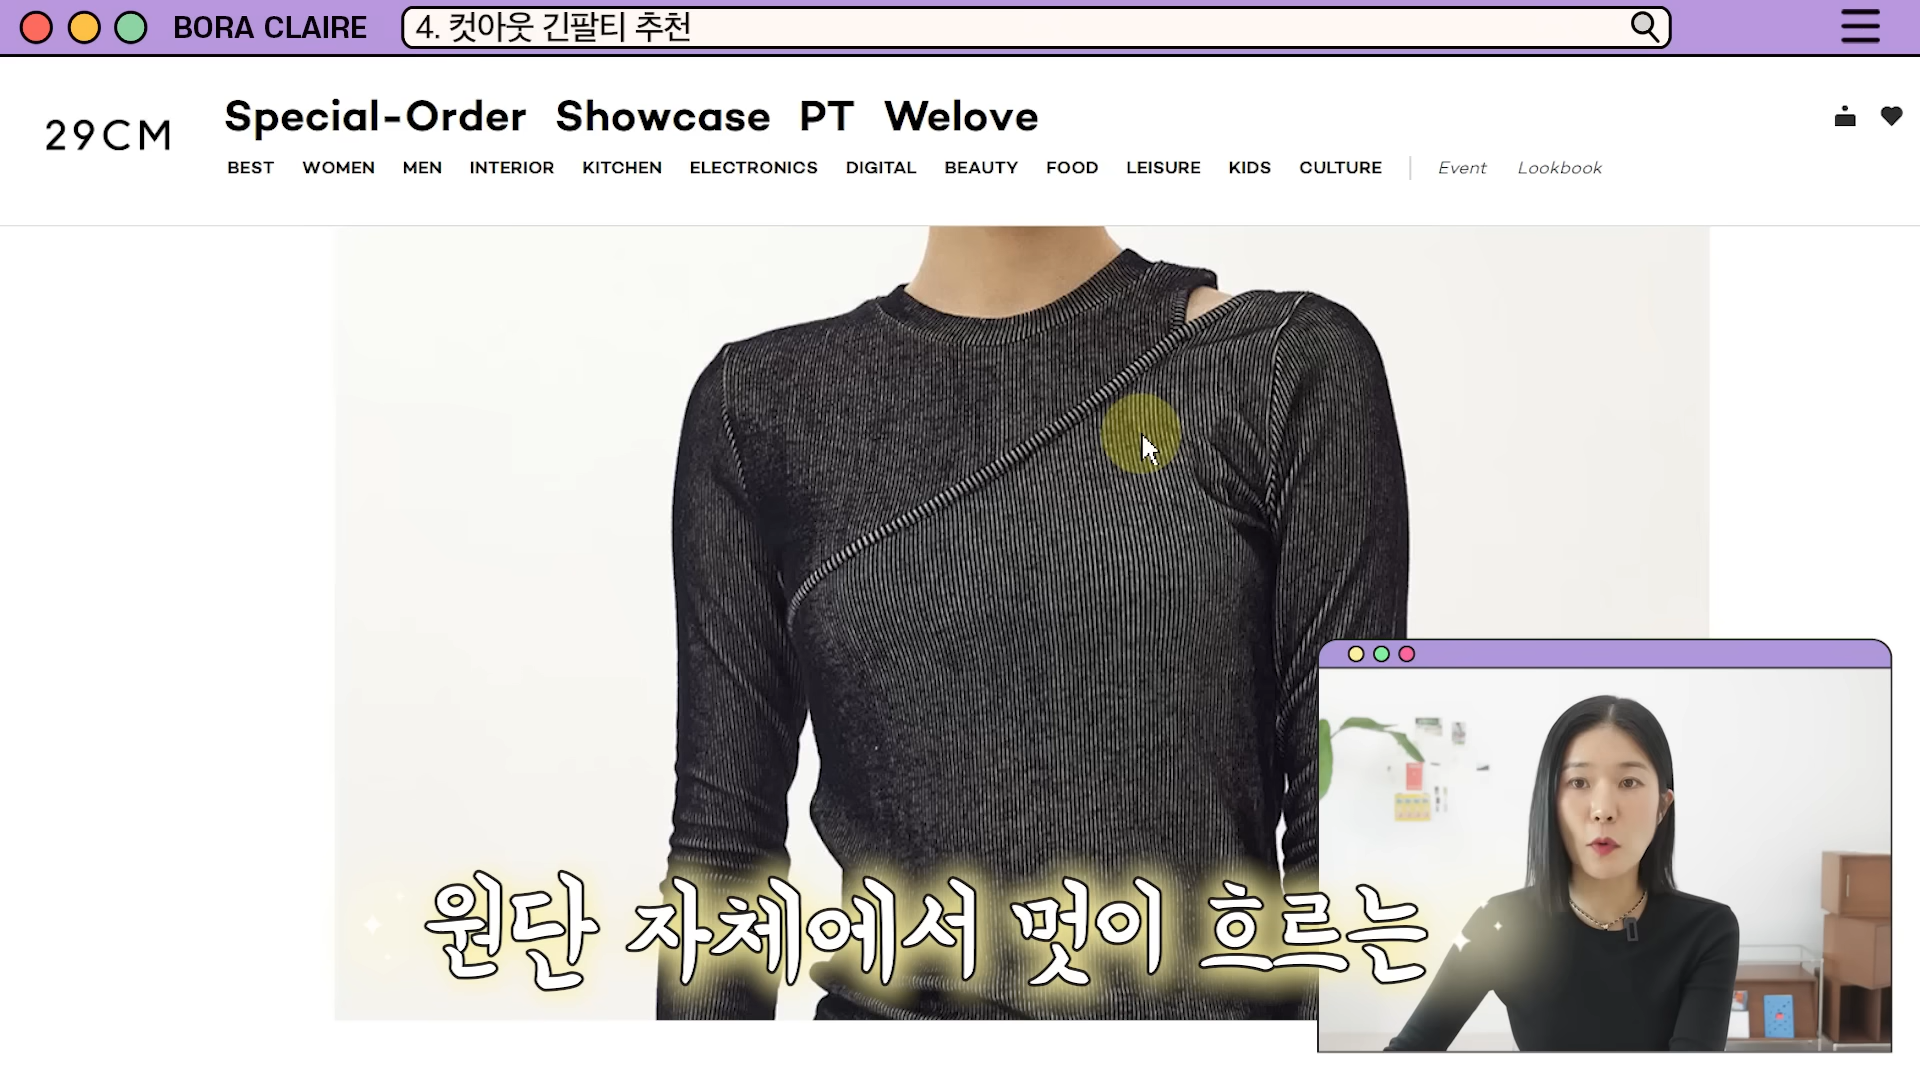 BORA CLAIRE
4. 컷아웃 긴팔티 추천
29CM
Special-Order Showcase PT Welove
BEST WOMEN MEN INTERIOR KITCHEN ELECTRONICS DIGITAL BEAUTY FOOD LEISURE KIDS CULTURE Event Lookbook
원단 자체에서 멋이 흐르는